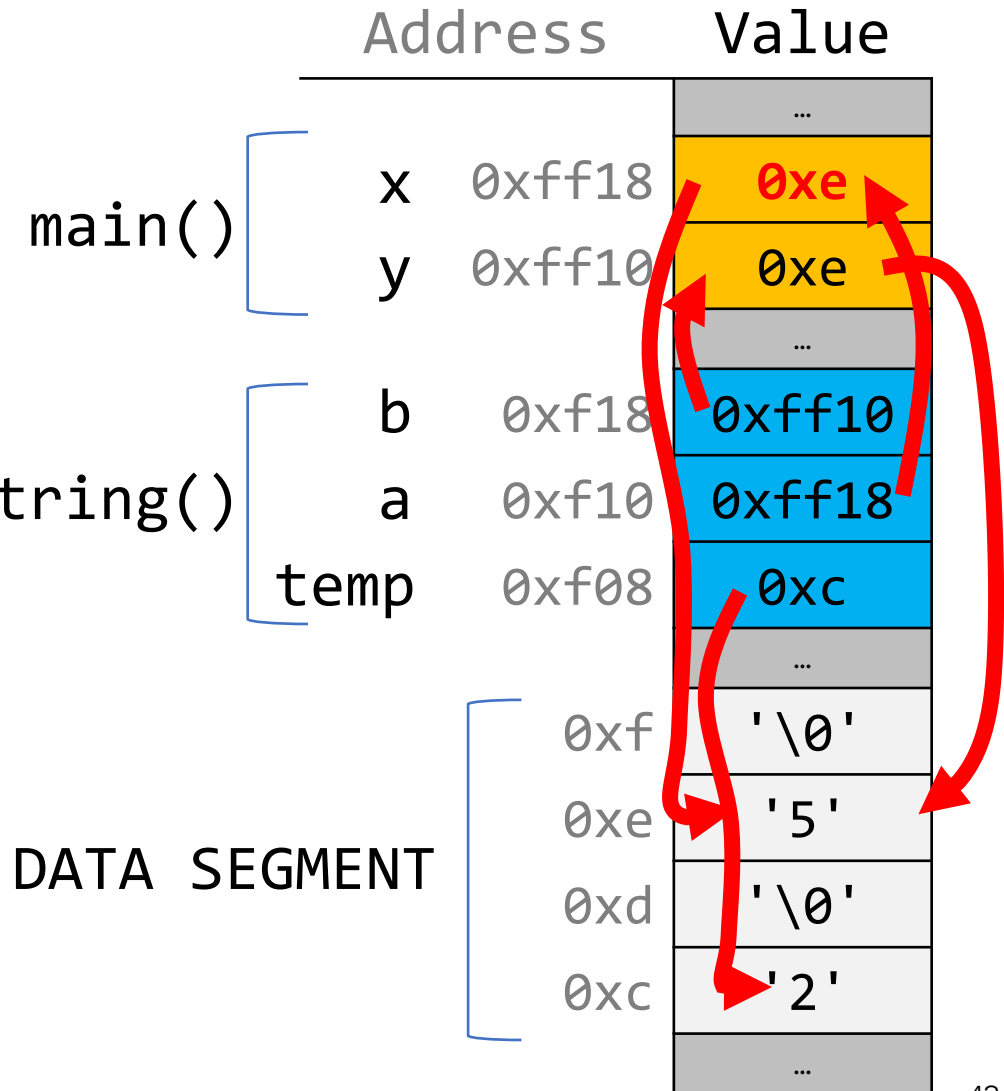 Address Value
…
x 0xff18 0xe
main()
y 0xff10 0xe
…
b 0xf18 0xff10
tring() a 0xf10 0xff18
temp 0xf08 0xc
…
0xf '\0'
0xe '5'
DATA SEGMENT
0xd '\0'
0xc '2'
…